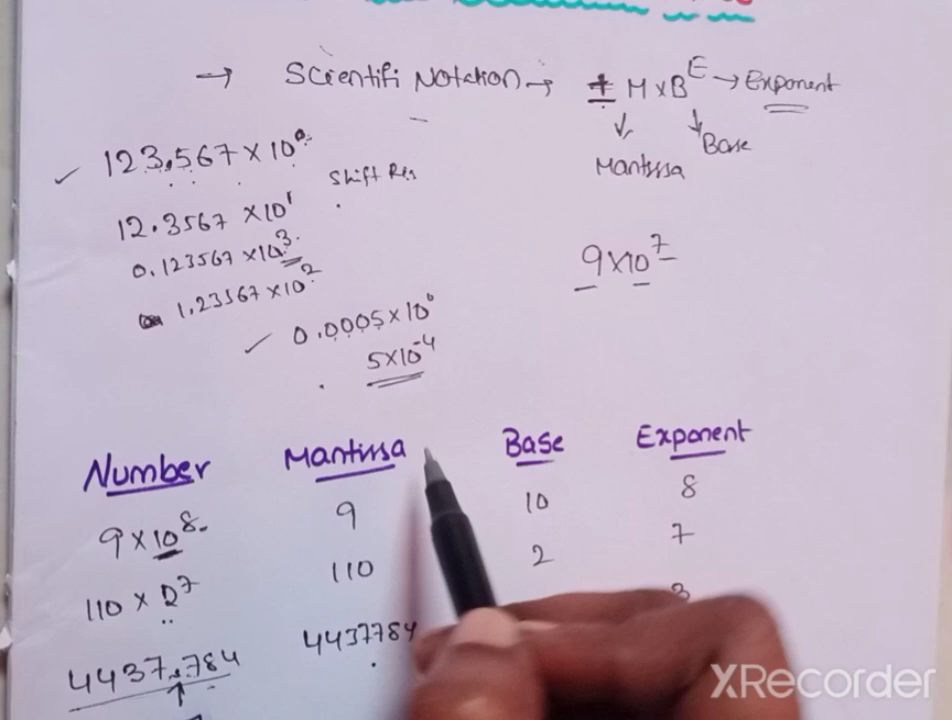 → Scientifi Notation → ± M × B^E → Exponent
Mantissa
Base
123.567 × 10^0
Shift Res
12.3567 × 10^1
0.123567 × 10^3
1.23567 × 10^2
9 × 10^7
0.0005 × 10^0
5 × 10^-4
Number Mantissa Base Exponent
9 × 10^8 9 10 8
110 × 2^7 110 2 7
4437.784 4437784
XRecorder